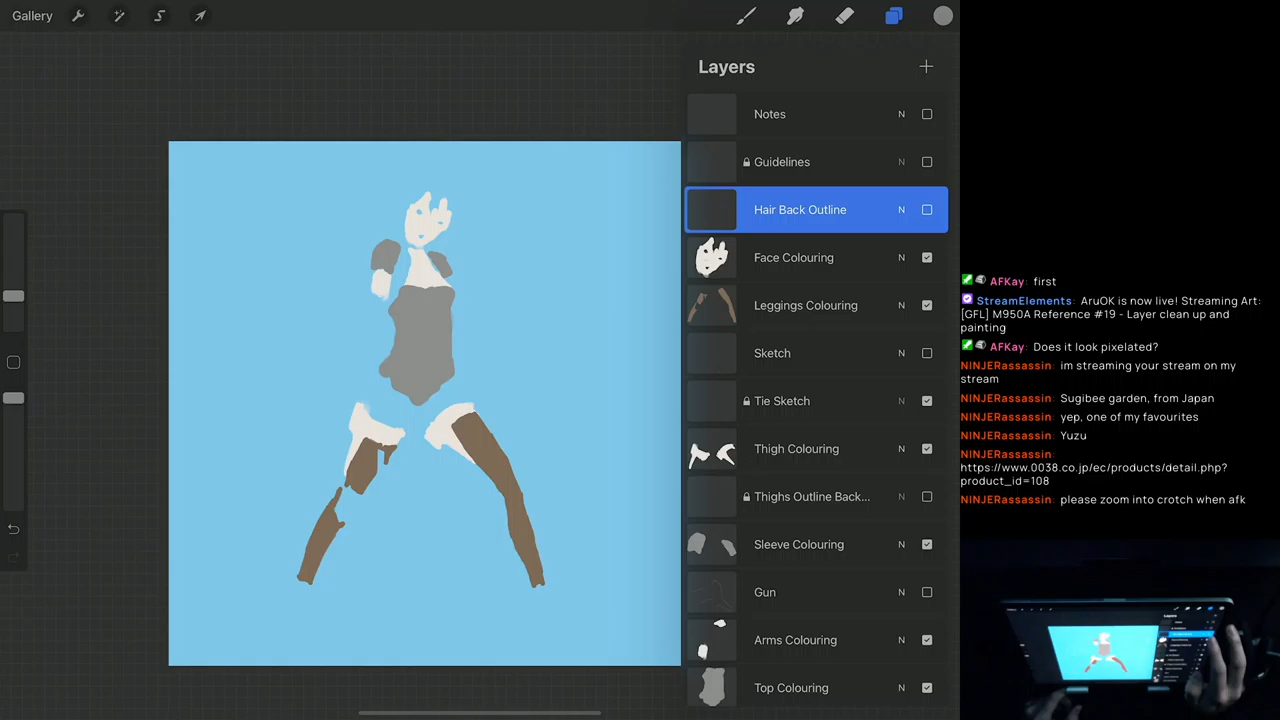 Gallery
Layers
Notes N
Guidelines N
Hair Back Outline N
Face Colouring N
Leggings Colouring N
Sketch N
Tie Sketch N
Thigh Colouring N
Thighs Outline Back... N
Sleeve Colouring N
Gun N
Arms Colouring N
Top Colouring N
AFKay: first
StreamElements: AruOK is now live! Streaming Art:
[GFL] M950A Reference #19 - Layer clean up and
painting
AFKay: Does it look pixelated?
NINJERassassin: im streaming your stream on my
stream
NINJERassassin: Sugibee garden, from Japan
NINJERassassin: yep, one of my favourites
NINJERassassin: Yuzu
NINJERassassin:
https://www.0038.co.jp/ec/products/detail.php?
product_id=108
NINJERassassin: please zoom into crotch when afk